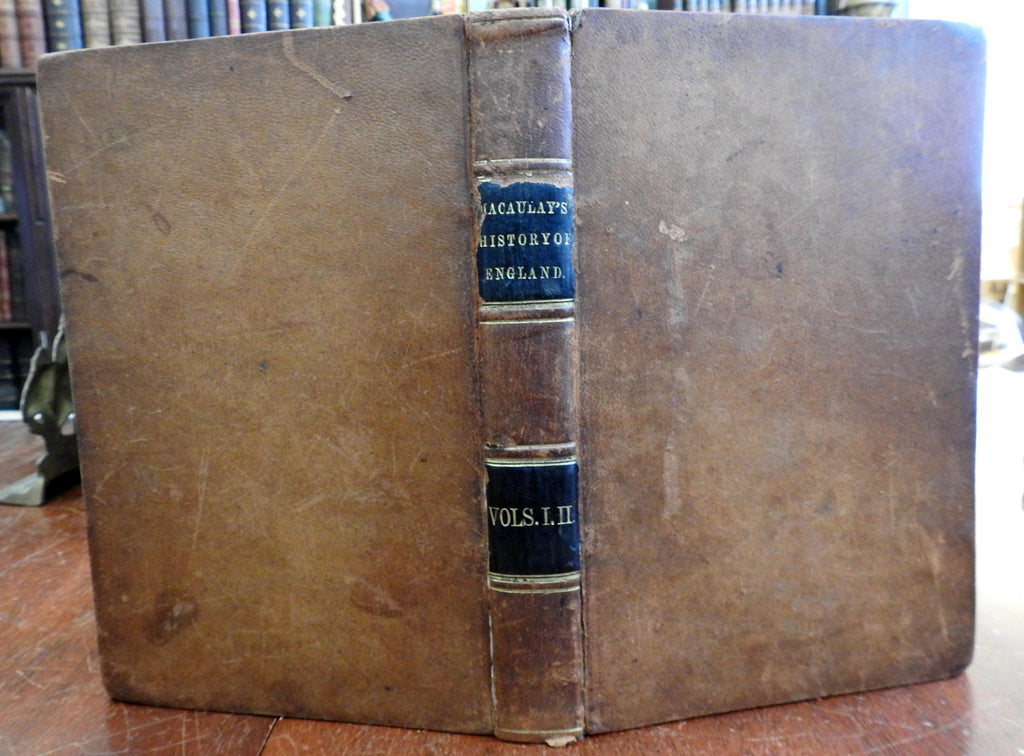 MACAULAY'S
HISTORY OF
ENGLAND.
VOLS. I. II.